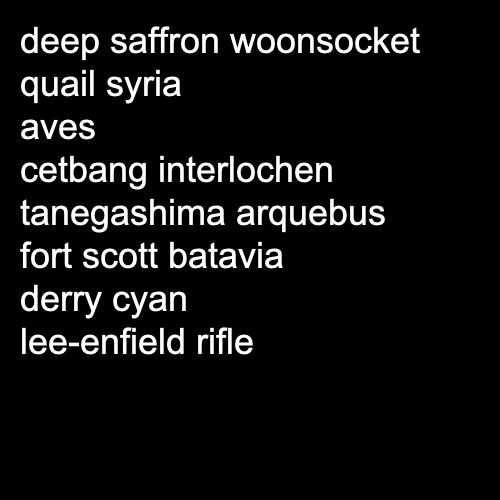 deep saffron woonsocket
quail syria
aves
cetbang interlochen
tanegashima arquebus
fort scott batavia
derry cyan
lee-enfield rifle